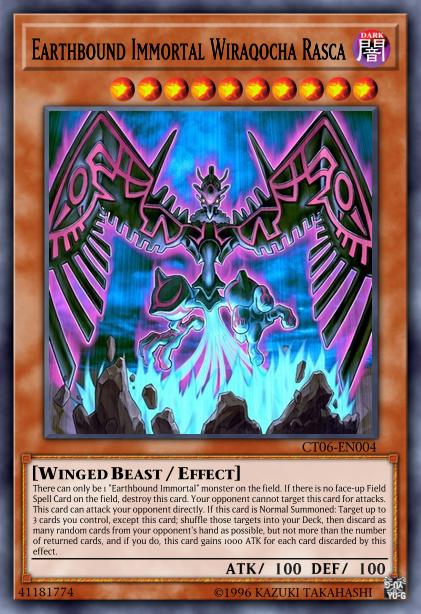 EARTHBOUND IMMORTAL WIRAQOCHA RASCA
DARK
闇
CT06-EN004
[WINGED BEAST / EFFECT]
There can only be 1 "Earthbound Immortal" monster on the field. If there is no face-up Field
Spell Card on the field, destroy this card. Your opponent cannot target this card for attacks.
This card can attack your opponent directly. If this card is Normal Summoned: Target up to
3 cards you control, except this card; shuffle those targets into your Deck, then discard as
many random cards from your opponent's hand as possible, but not more than the number
of returned cards, and if you do, this card gains 1000 ATK for each card discarded by this
effect.
ATK/ 100 DEF/ 100
41181774
©1996 KAZUKI TAKAHASHI